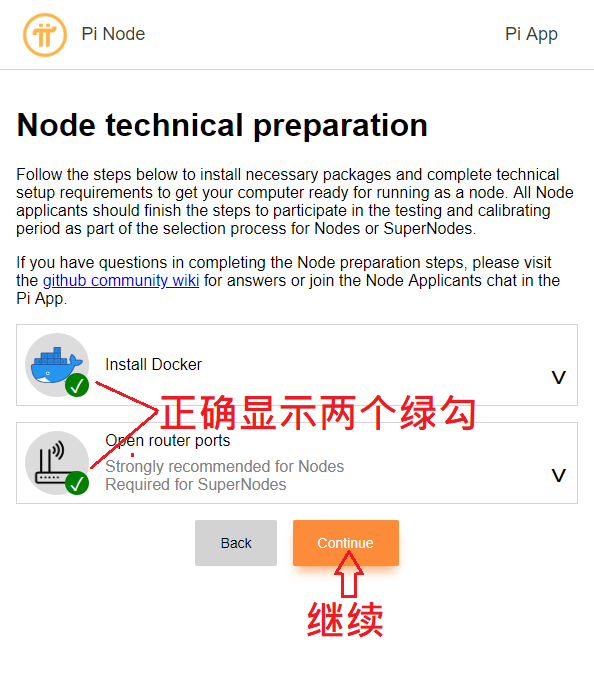 Pi Node
Pi App
Node technical preparation
Follow the steps below to install necessary packages and complete technical
setup requirements to get your computer ready for running as a node. All Node
applicants should finish the steps to participate in the testing and calibrating
period as part of the selection process for Nodes or SuperNodes.
If you have questions in completing the Node preparation steps, please visit
the github community wiki for answers or join the Node Applicants chat in the
Pi App.
Install Docker
正确显示两个绿勾
Open router ports
Strongly recommended for Nodes
Required for SuperNodes
Back
Continue
继续